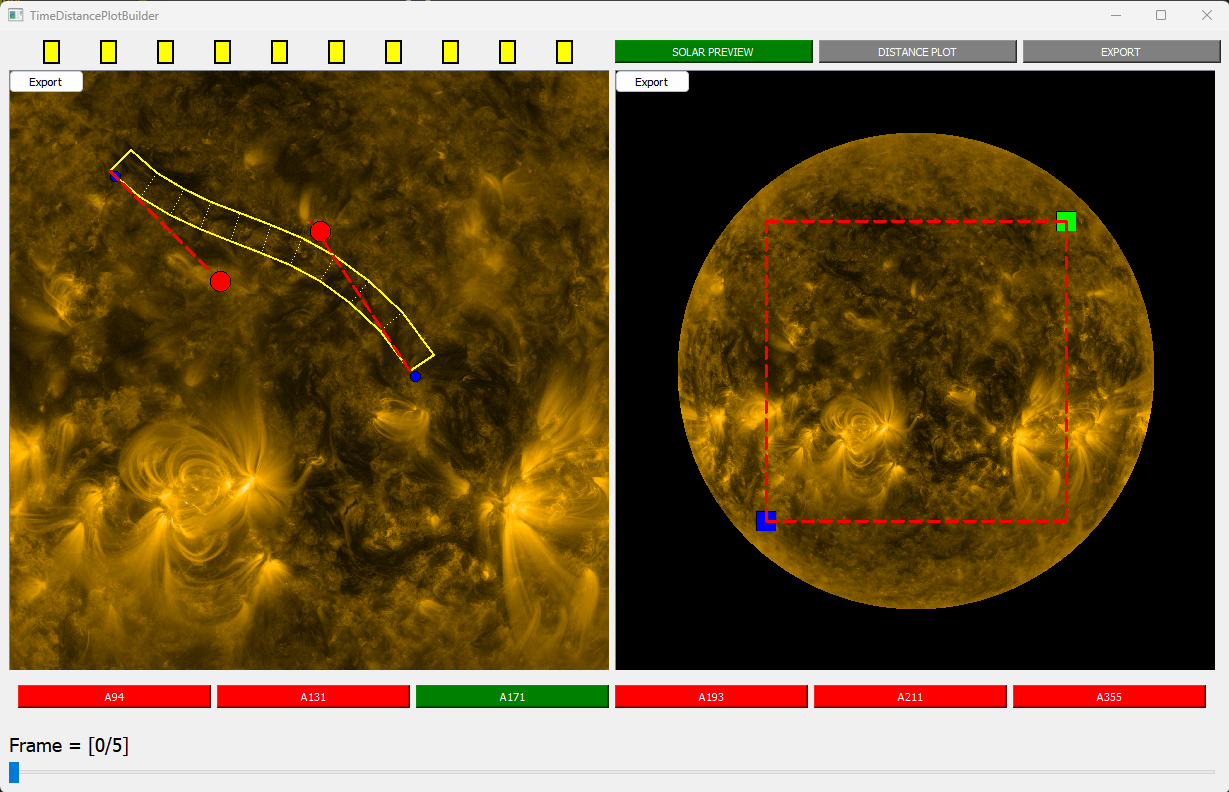 TimeDistancePlotBuilder
SOLAR PREVIEW
DISTANCE PLOT
EXPORT
Export
Export
A94
A131
A171
A193
A211
A355
Frame = [0/5]